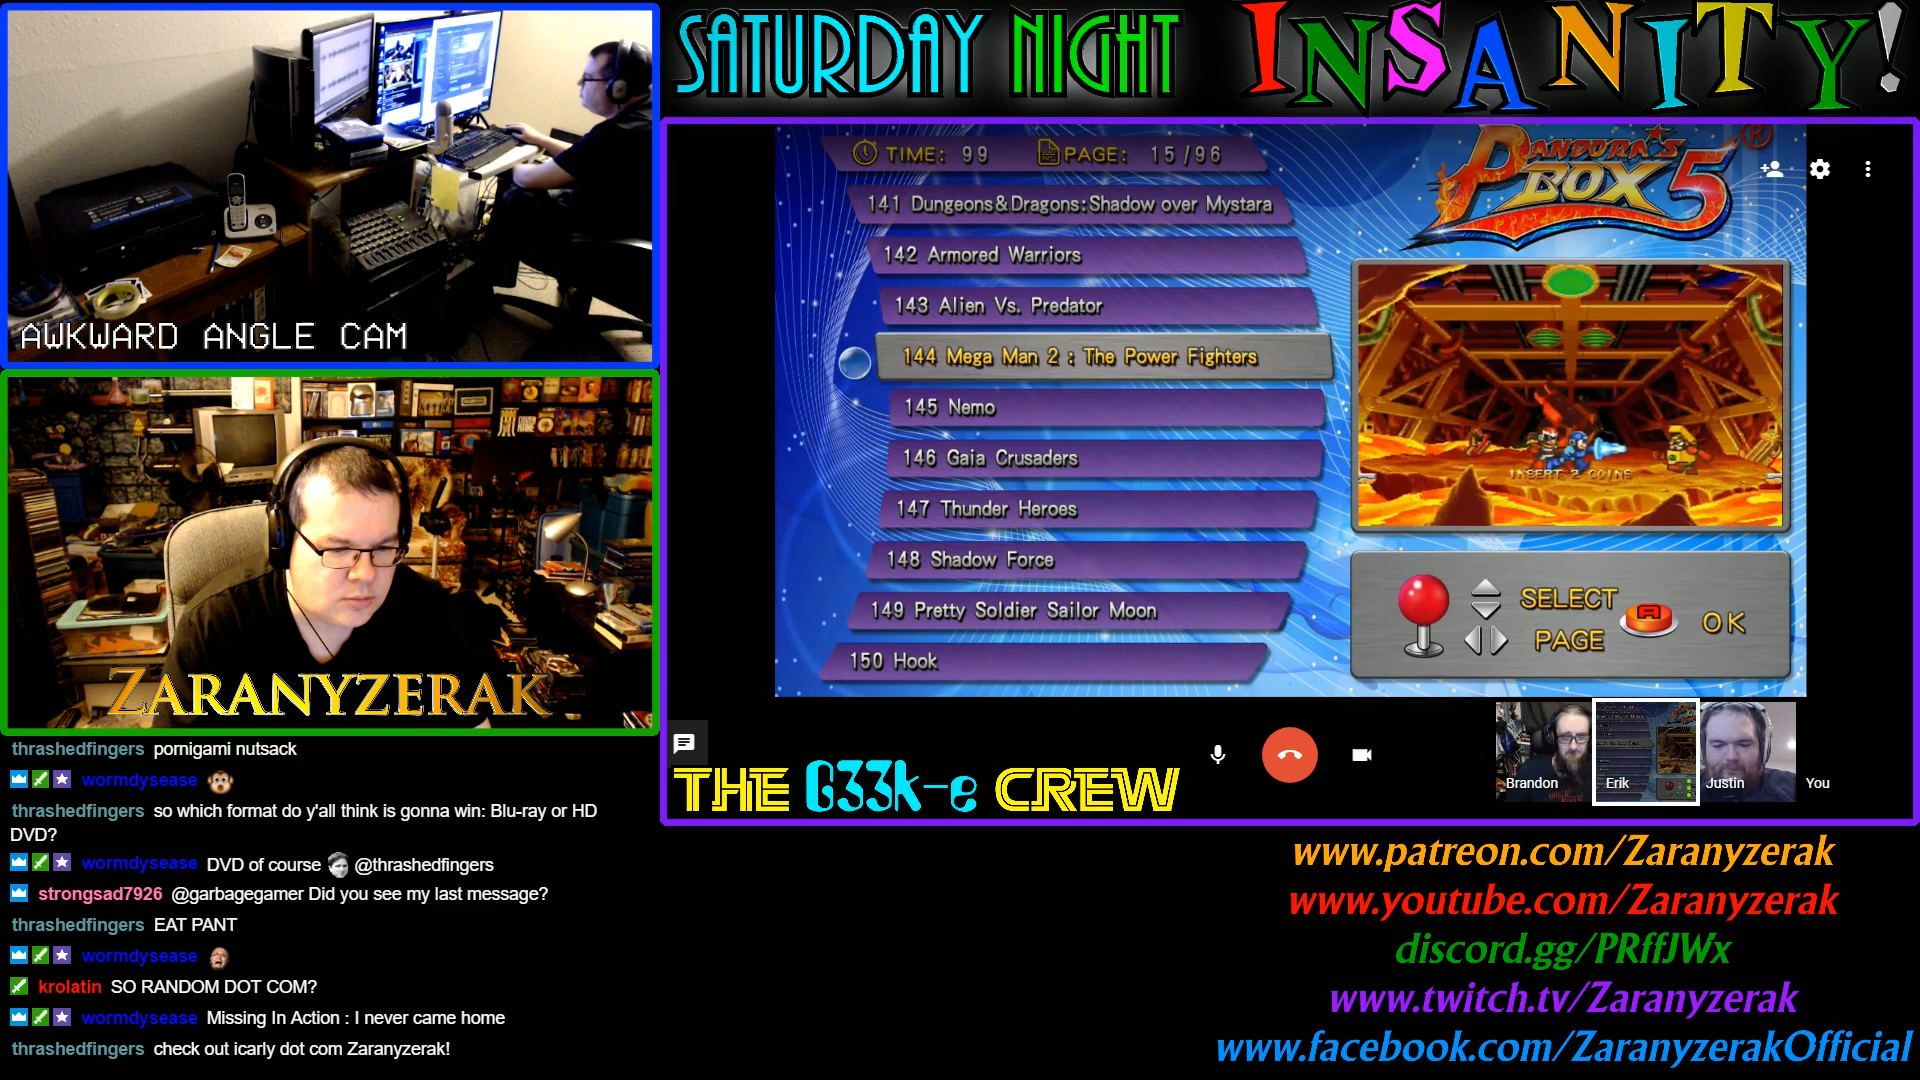 SATURDAY NIGHT INSANITY!
AWKWARD ANGLE CAM
ZARANYZERAK
TIME: 99 PAGE: 15/96
PANDORA'S BOX 5 ®
141 Dungeons&Dragons:Shadow over Mystara
142 Armored Warriors
143 Alien Vs. Predator
144 Mega Man 2 : The Power Fighters
145 Nemo
146 Gaia Crusaders
147 Thunder Heroes
148 Shadow Force
149 Pretty Soldier Sailor Moon
150 Hook
INSERT 2 COINS
SELECT
PAGE
A
OK
Brandon
Erik
Justin
You
THE G33k-e CREW
thrashedfingers pornigami nutsack
wormdysease
thrashedfingers so which format do y'all think is gonna win: Blu-ray or HD
DVD?
wormdysease DVD of course @thrashedfingers
strongsad7926 @garbagegamer Did you see my last message?
thrashedfingers EAT PANT
wormdysease
krolatin SO RANDOM DOT COM?
wormdysease Missing In Action : I never came home
thrashedfingers check out icarly dot com Zaranyzerak!
www.patreon.com/Zaranyzerak
www.youtube.com/Zaranyzerak
discord.gg/PRffJWx
www.twitch.tv/Zaranyzerak
www.facebook.com/ZaranyzerakOfficial